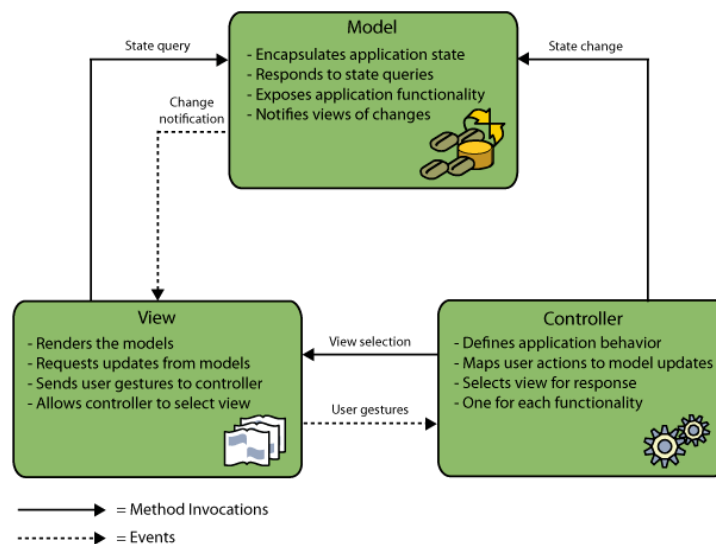 Model
- Encapsulates application state
- Responds to state queries
- Exposes application functionality
- Notifies views of changes
State query
State change
Change
notification
View
- Renders the models
- Requests updates from models
- Sends user gestures to controller
- Allows controller to select view
View selection
User gestures
Controller
- Defines application behavior
- Maps user actions to model updates
- Selects view for response
- One for each functionality
= Method Invocations
= Events